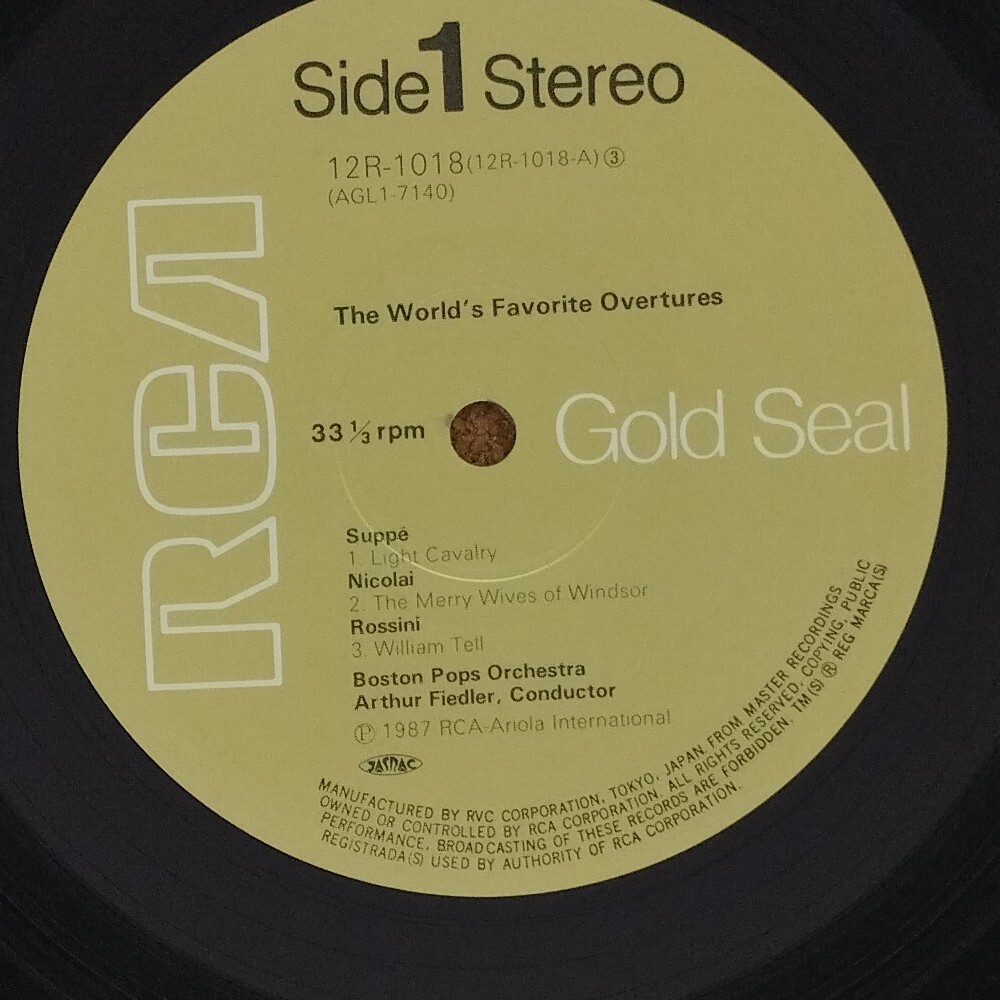 Side 1 Stereo
12R-1018(12R-1018-A)③
(AGL1-7140)
RCA
The World's Favorite Overtures
33 ⅓ rpm
Gold Seal
Suppé
1. Light Cavalry
Nicolai
2. The Merry Wives of Windsor
Rossini
3. William Tell
Boston Pops Orchestra
Arthur Fiedler, Conductor
℗ 1987 RCA-Ariola International
JASRAC
MANUFACTURED BY RVC CORPORATION, TOKYO, JAPAN. FROM MASTER RECORDINGS
OWNED OR CONTROLLED BY RCA CORPORATION. ALL RIGHTS RESERVED, COPYING, PUBLIC
PERFORMANCE, BROADCASTING OF THESE RECORDS ARE FORBIDDEN. TM(S) ® REG MARCA(S)
REGISTRADA(S) USED BY AUTHORITY OF RCA CORPORATION.